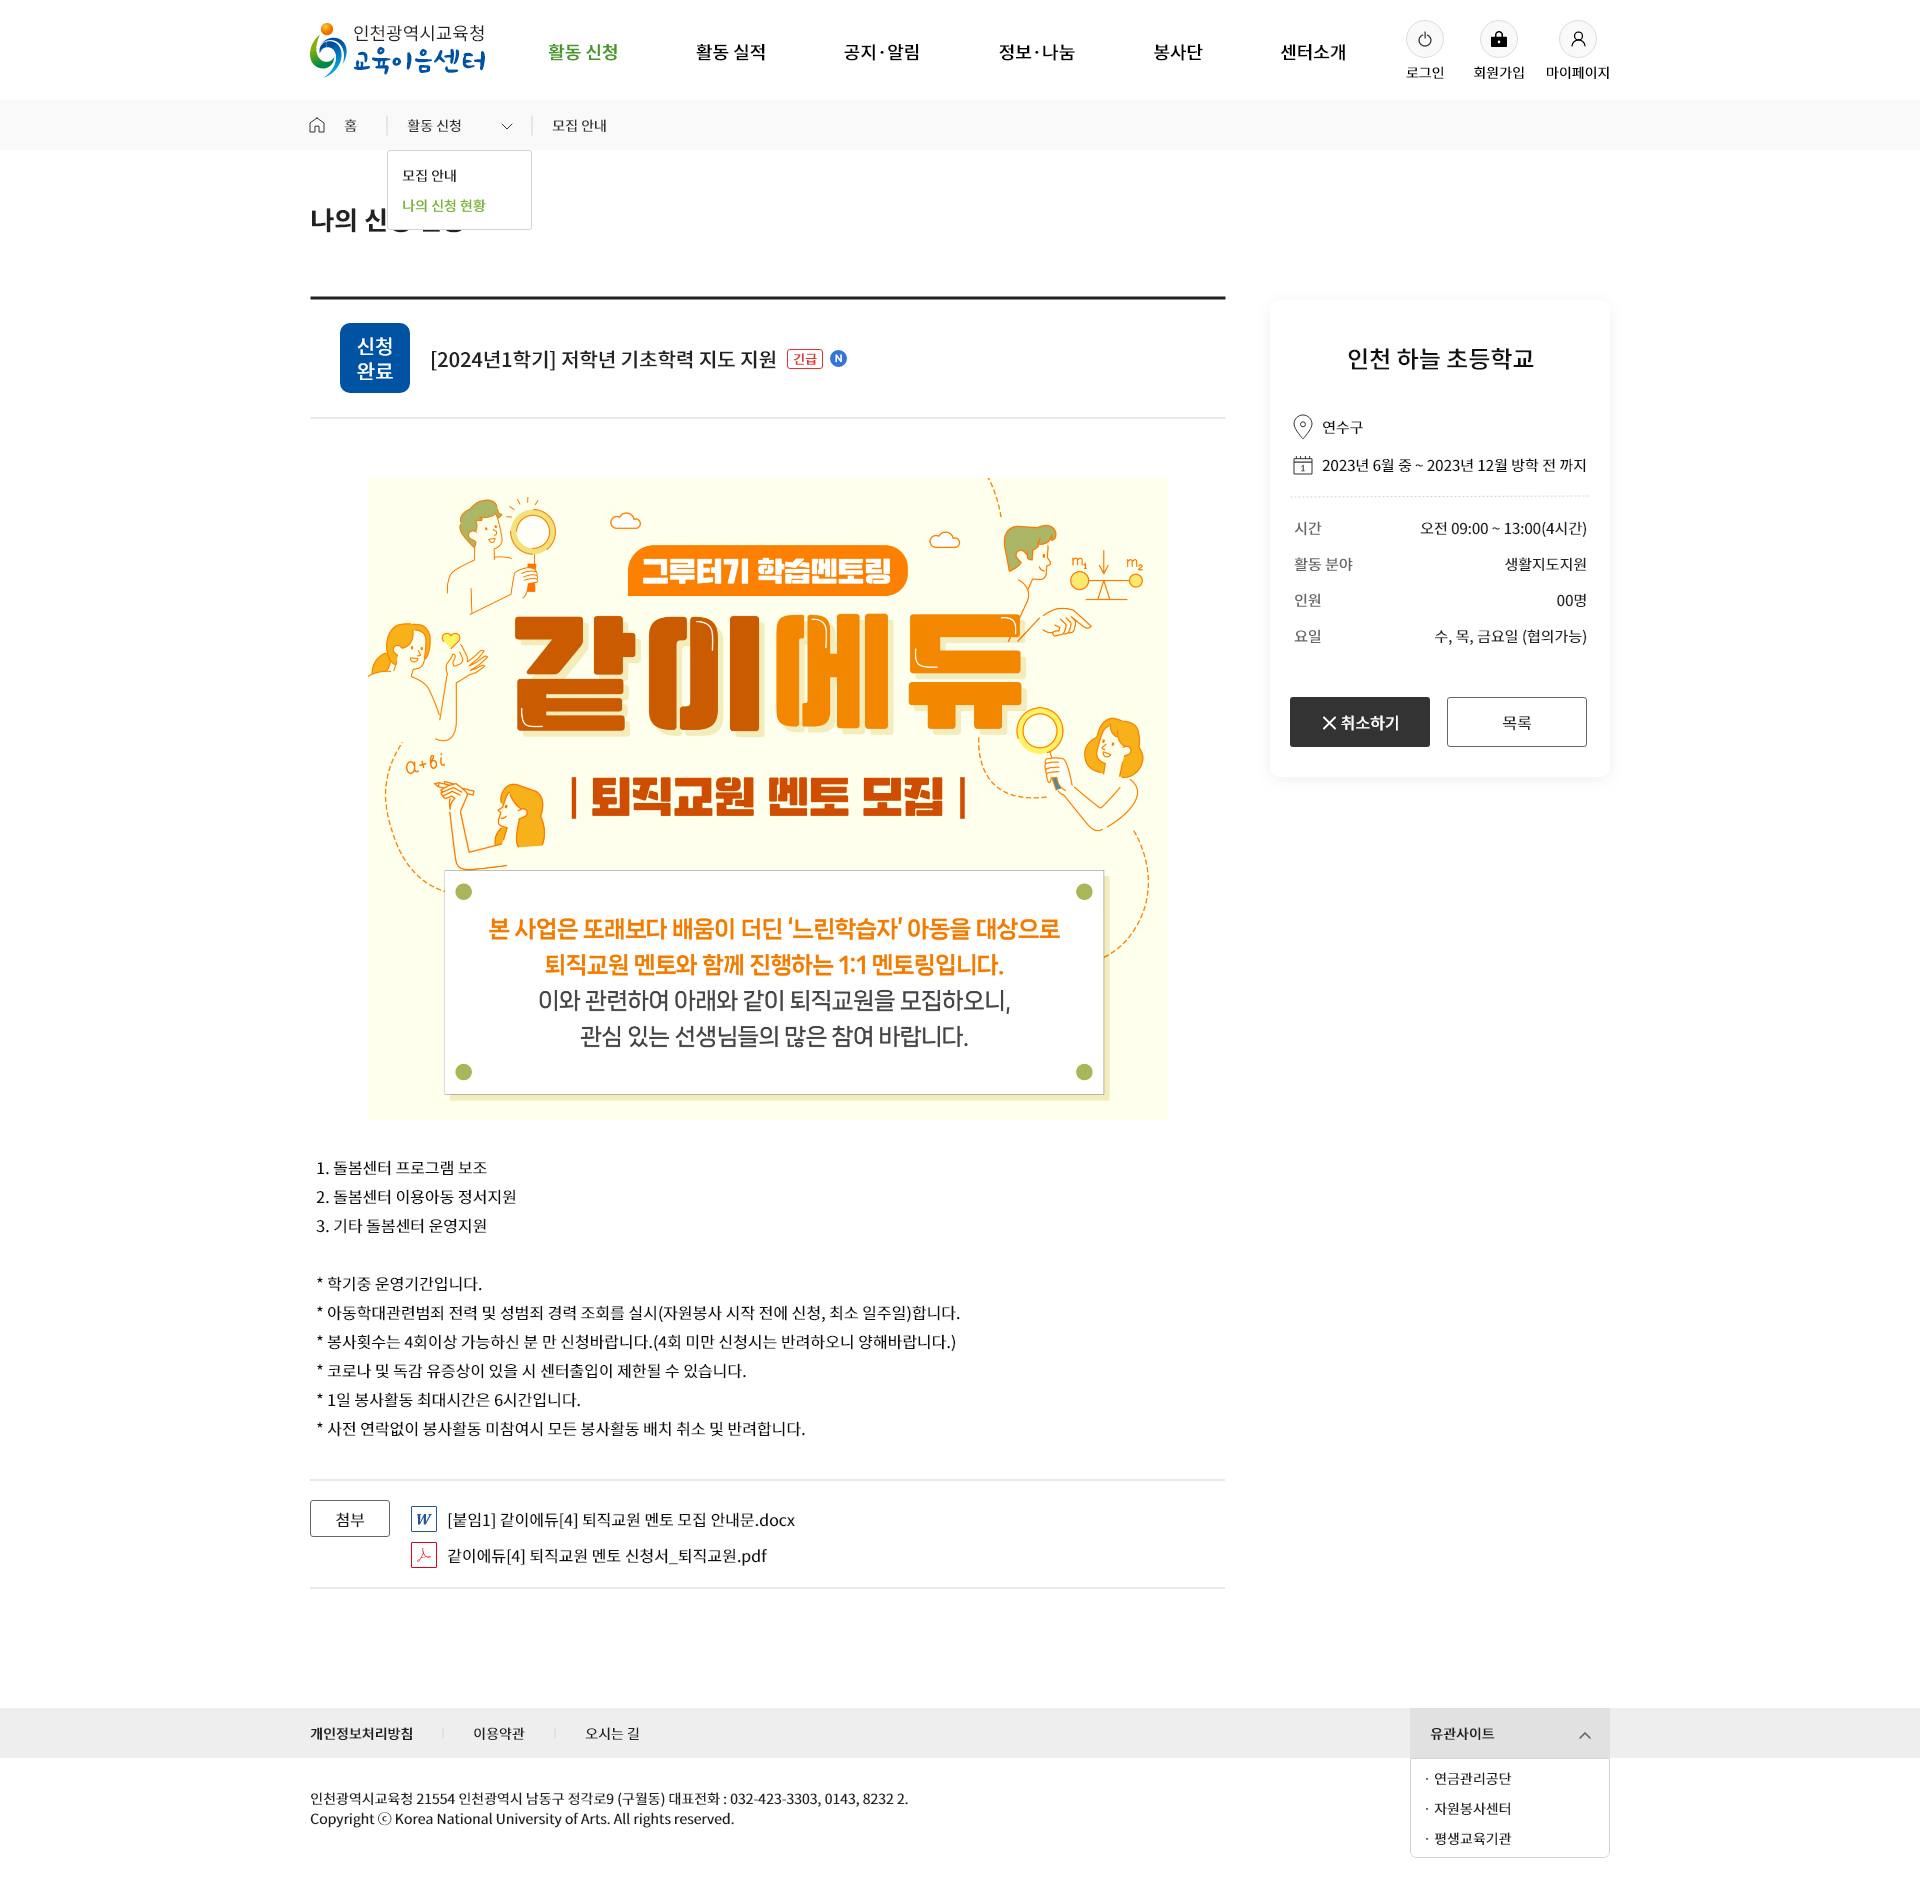 인천광역시교육청
교육이음센터
활동 신청
활동 실적
공지·알림
정보·나눔
봉사단
센터소개
로그인
회원가입
마이페이지
홈
활동 신청
모집 안내
모집 안내
나의 신청 현황
나의 신
신청
완료
[2024년1학기] 저학년 기초학력 지도 지원 긴급 N
그루터기 학습멘토링
같이에듀
| 퇴직교원 멘토 모집 |
m1 m2
a+bi
본 사업은 또래보다 배움이 더딘 ‘느린학습자’ 아동을 대상으로
퇴직교원 멘토와 함께 진행하는 1:1 멘토링입니다.
이와 관련하여 아래와 같이 퇴직교원을 모집하오니,
관심 있는 선생님들의 많은 참여 바랍니다.
인천 하늘 초등학교
연수구
1 2023년 6월 중 ~ 2023년 12월 방학 전 까지
시간 오전 09:00 ~ 13:00(4시간)
활동 분야 생활지도지원
인원 00명
요일 수, 목, 금요일 (협의가능)
취소하기
목록
1. 돌봄센터 프로그램 보조
2. 돌봄센터 이용아동 정서지원
3. 기타 돌봄센터 운영지원
* 학기중 운영기간입니다.
* 아동학대관련범죄 전력 및 성범죄 경력 조회를 실시(자원봉사 시작 전에 신청, 최소 일주일)합니다.
* 봉사횟수는 4회이상 가능하신 분 만 신청바랍니다.(4회 미만 신청시는 반려하오니 양해바랍니다.)
* 코로나 및 독감 유증상이 있을 시 센터출입이 제한될 수 있습니다.
* 1일 봉사활동 최대시간은 6시간입니다.
* 사전 연락없이 봉사활동 미참여시 모든 봉사활동 배치 취소 및 반려합니다.
첨부
W [붙임1] 같이에듀[4] 퇴직교원 멘토 모집 안내문.docx
같이에듀[4] 퇴직교원 멘토 신청서_퇴직교원.pdf
개인정보처리방침
이용약관
오시는 길
유관사이트
· 연금관리공단
· 자원봉사센터
· 평생교육기관
인천광역시교육청 21554 인천광역시 남동구 정각로9 (구월동) 대표전화 : 032-423-3303, 0143, 8232 2.
Copyright ⓒ Korea National University of Arts. All rights reserved.